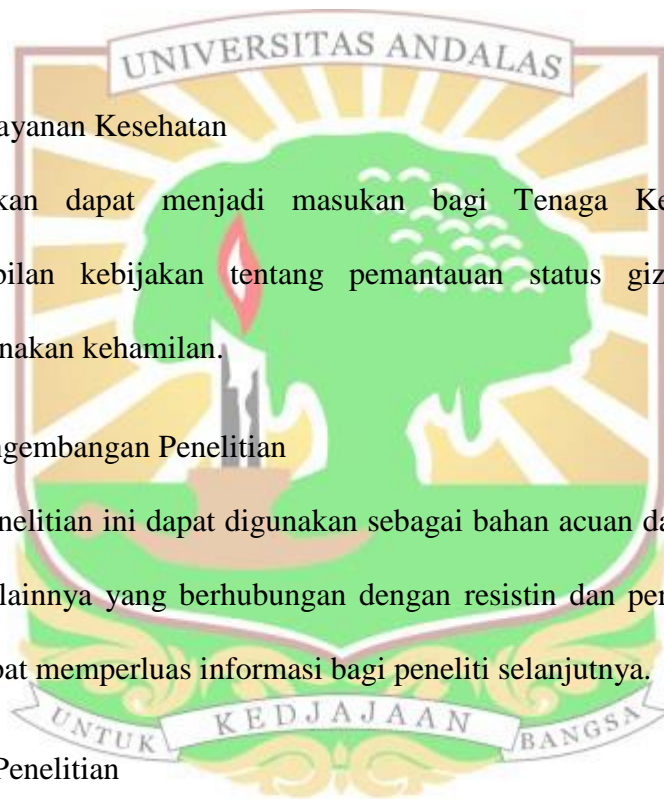 UNIVERSITAS ANDALAS
ayanan Kesehatan
kan dapat menjadi masukan bagi Tenaga Ke
bilan kebijakan tentang pemantauan status giz
nakan kehamilan.
ngembangan Penelitian
nelitian ini dapat digunakan sebagai bahan acuan da
lainnya yang berhubungan dengan resistin dan per
pat memperluas informasi bagi peneliti selanjutnya.
UNTUK KEDJAJAAN BANGSA
Penelitian